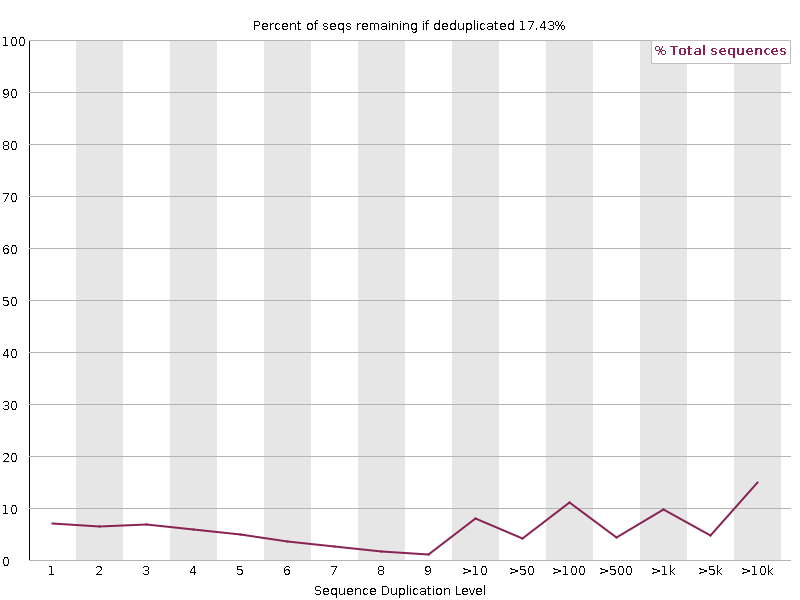 Percent of seqs remaining if deduplicated 17.43%
% Total sequences
100
90
80
70
60
50
40
30
20
10
0
1 2 3 4 5 6 7 8 9 >10 >50 >100 >500 >1k >5k >10k
Sequence Duplication Level